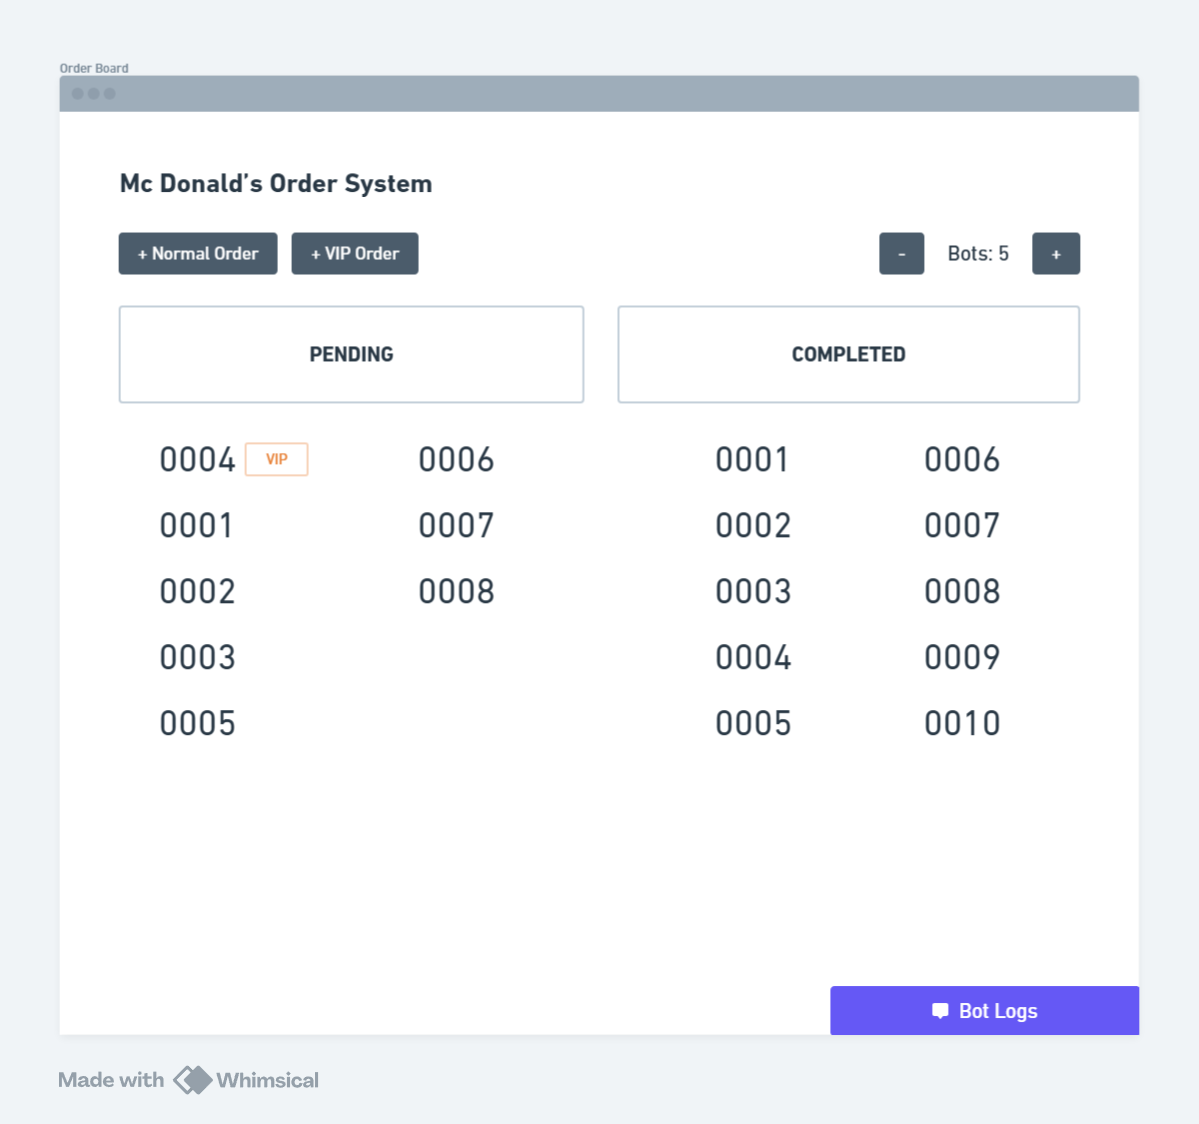 Order Board
Mc Donald’s Order System
+ Normal Order
+ VIP Order
-
Bots: 5
+
PENDING
COMPLETED
0004 VIP
0001
0002
0003
0005
0006
0007
0008
0001
0002
0003
0004
0005
0006
0007
0008
0009
0010
Bot Logs
Made with Whimsical